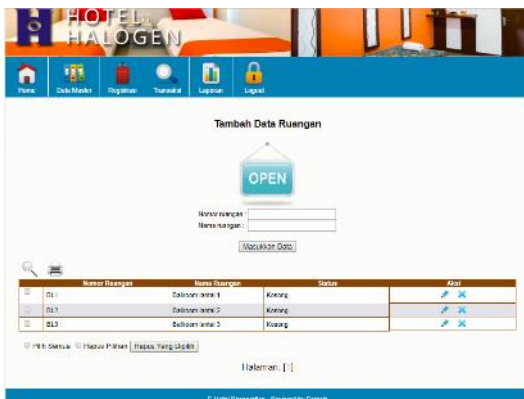 HOTEL
HALOGEN
Home Data Master Registrasi Transaksi Laporan Logout
Tambah Data Ruangan
OPEN
Nomor ruangan :
Nama ruangan :
Masukkan Data
Nomor Ruangan Nama Ruangan Status Aksi
BL1 Ballroom lantai 1 Kosong
BL2 Ballroom lantai 2 Kosong
BL3 Ballroom lantai 3 Kosong
Pilih Semua Hapus Pilihan Hapus Yang Dipilih
Halaman: [1]